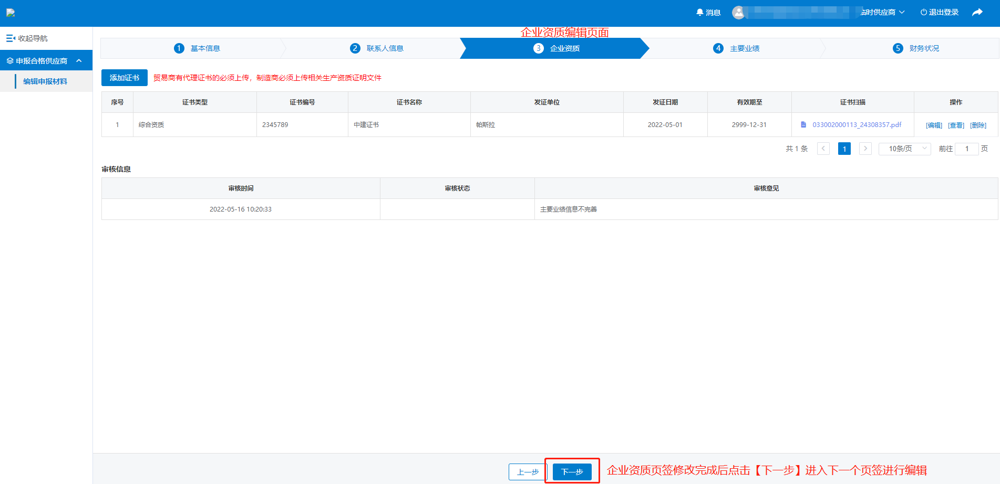 消息 临时供应商 退出登录
收起导航
企业资质编辑页面
1 基本信息 2 联系人信息 3 企业资质 4 主要业绩 5 财务状况
申报合格供应商
编辑申报材料
添加证书 贸易商有代理证书的必须上传，制造商必须上传相关生产资质证明文件
序号 证书类型 证书编号 证书名称 发证单位 发证日期 有效期至 证书扫描 操作
1 综合资质 2345789 中建证书 帕斯拉 2022-05-01 2999-12-31 033002000113_24308357.pdf [编辑] [查看] [删除]
共 1 条 1 10条/页 前往 1 页
审核信息
审核时间 审核状态 审核意见
2022-05-16 10:20:33 主要业绩信息不完善
上一步 下一步 企业资质页签修改完成后点击【下一步】进入下一个页签进行编辑